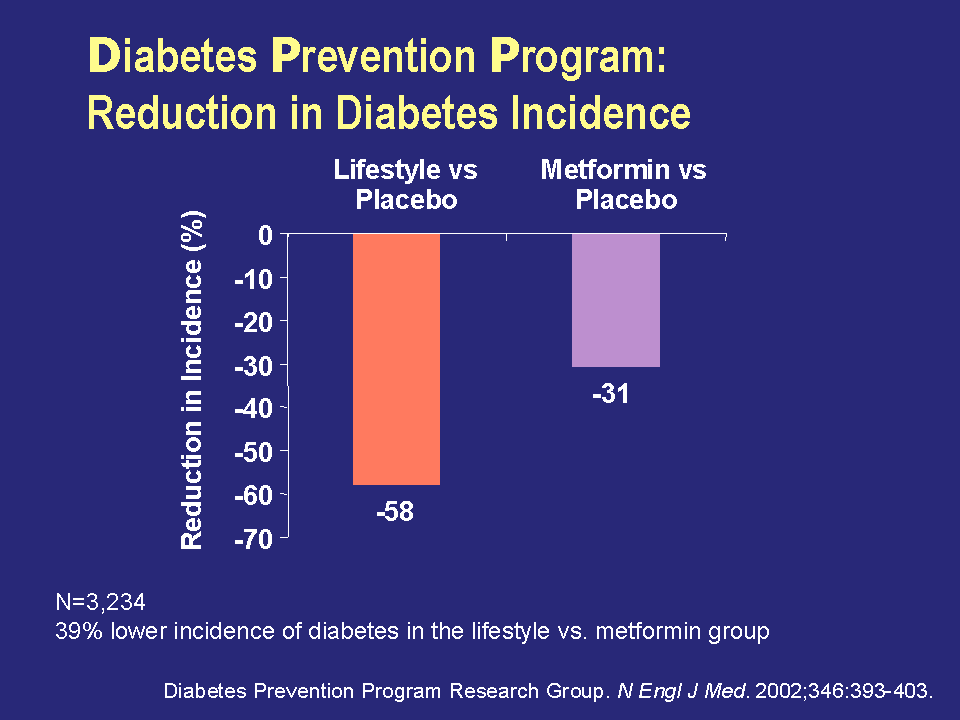 Diabetes Prevention Program:
Reduction in Diabetes Incidence
Lifestyle vs
Placebo
Metformin vs
Placebo
Reduction in Incidence (%)
0
-10
-20
-30
-40
-50
-60
-70
-58
-31
N=3,234
39% lower incidence of diabetes in the lifestyle vs. metformin group
Diabetes Prevention Program Research Group. N Engl J Med. 2002;346:393-403.